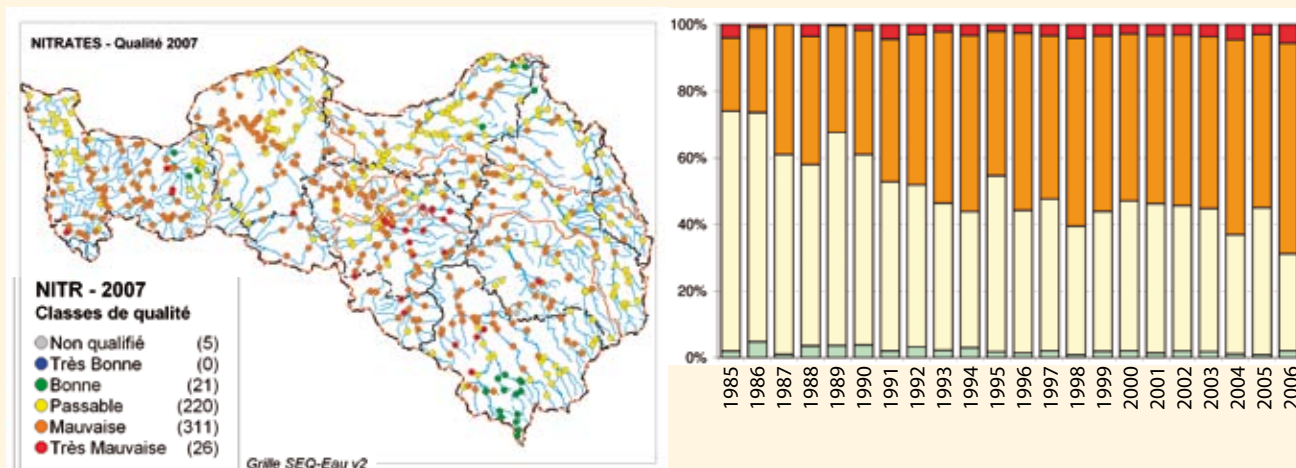 NITRATES - Qualité 2007
NITR - 2007
Classes de qualité
Non qualifié (5)
Très Bonne (0)
Bonne (21)
Passable (220)
Mauvaise (311)
Très Mauvaise (26)
Grille SEQ-Eau v2
100%
80%
60%
40%
20%
0%
1985
1986
1987
1988
1989
1990
1991
1992
1993
1994
1995
1996
1997
1998
1999
2000
2001
2002
2003
2004
2005
2006